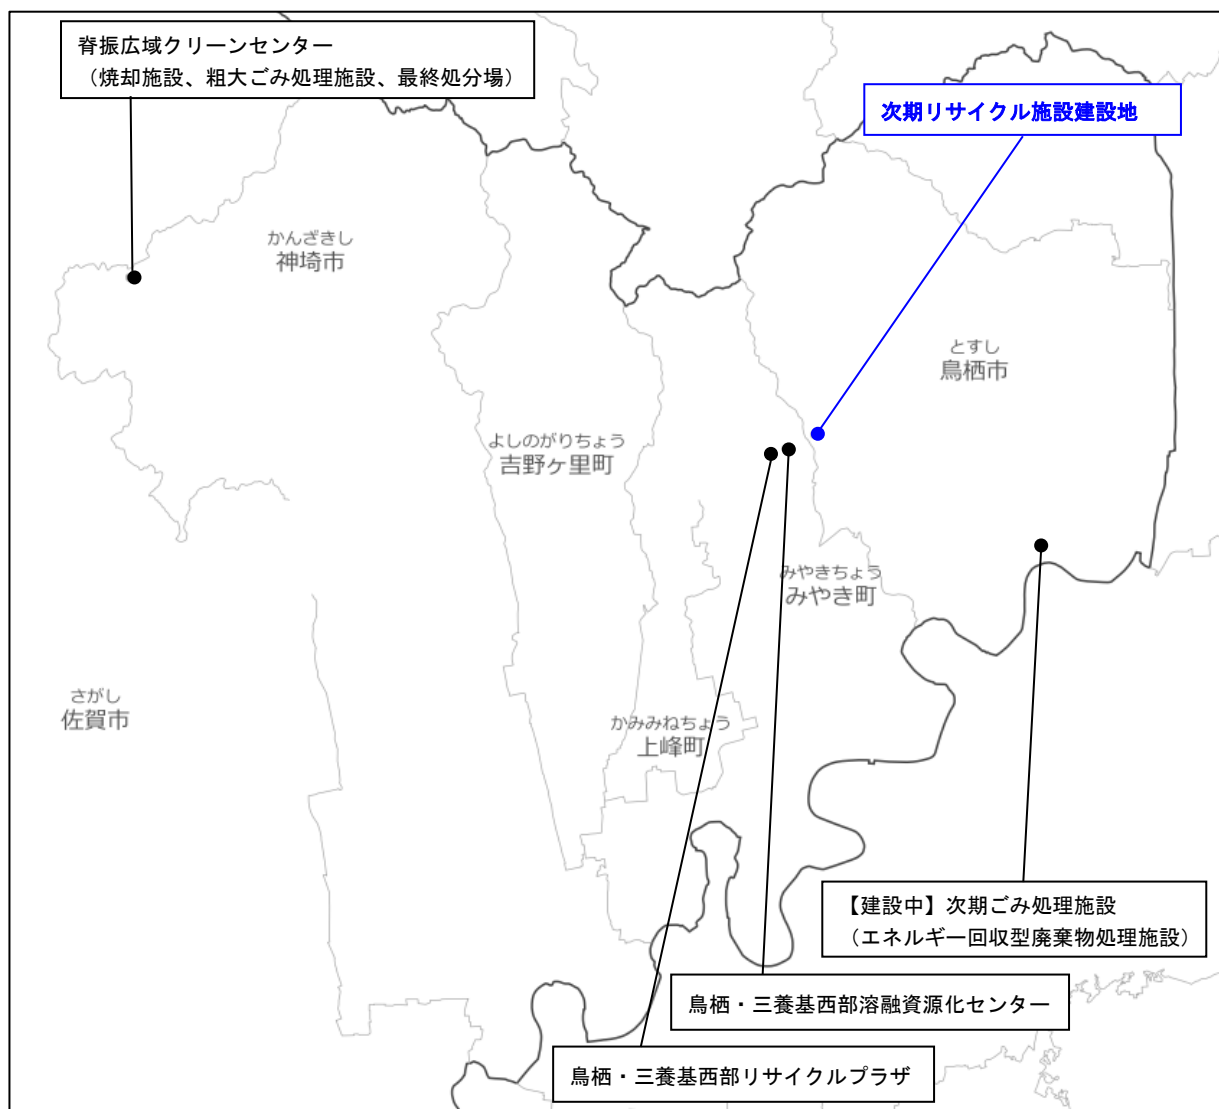 脊振広域クリーンセンター
（焼却施設、粗大ごみ処理施設、最終処分場）
次期リサイクル施設建設地
かんざきし
神埼市
とすし
鳥栖市
よしのがりちょう
吉野ヶ里町
みやきちょう
みやき町
さがし
佐賀市
かみみねちょう
上峰町
【建設中】次期ごみ処理施設
（エネルギー回収型廃棄物処理施設）
鳥栖・三養基西部溶融資源化センター
鳥栖・三養基西部リサイクルプラザ